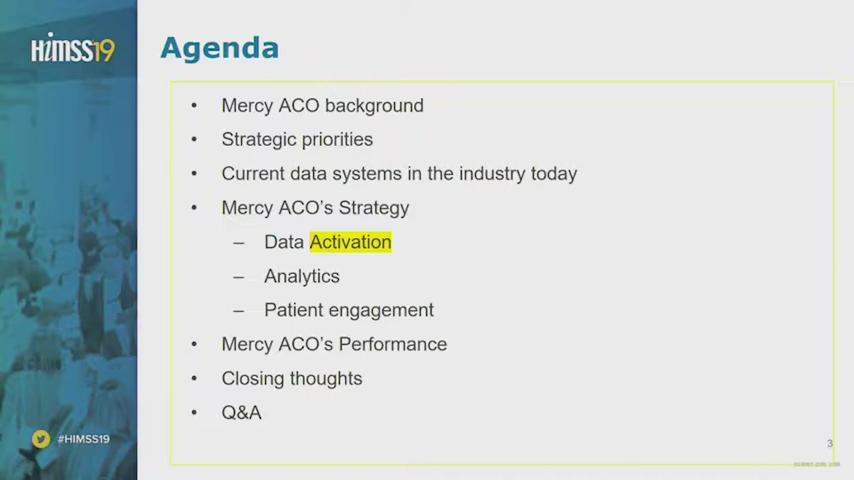 HIMSS19
Agenda
• Mercy ACO background
• Strategic priorities
• Current data systems in the industry today
• Mercy ACO’s Strategy
– Data Activation
– Analytics
– Patient engagement
• Mercy ACO’s Performance
• Closing thoughts
• Q&A
#HIMSS19
3